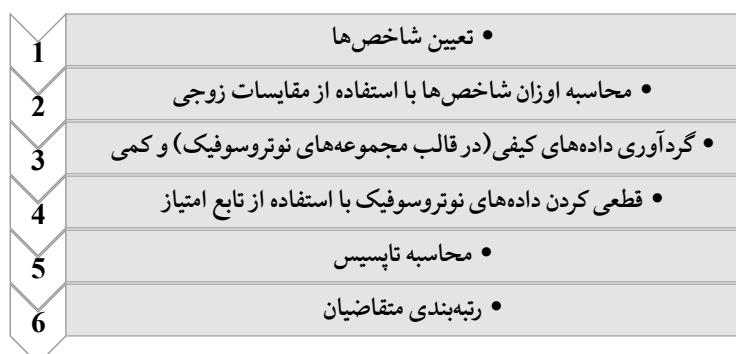 1 • تعیین شاخص‌ها
2 • محاسبه اوزان شاخص‌ها با استفاده از مقایسات زوجی
3 • گردآوری داده‌های کیفی(در قالب مجموعه‌های نوتروسوفیک) و کمی
4 • قطعی کردن داده‌های نوتروسوفیک با استفاده از تابع امتیاز
5 • محاسبه تاپسیس
6 • رتبه‌بندی متقاضیان